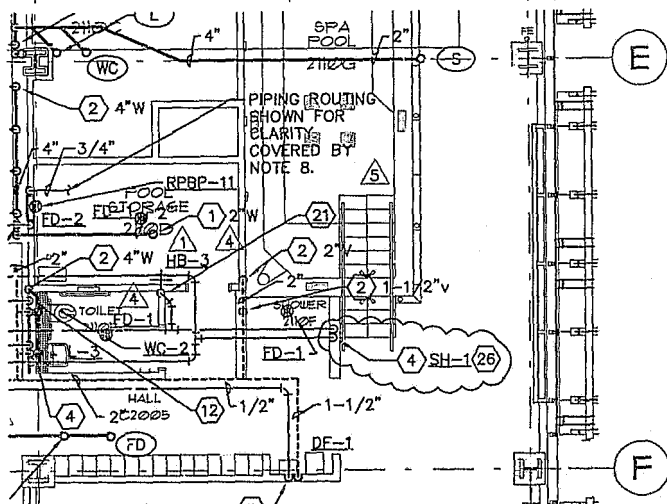 L
SPA
POOL
2110G
4"
2"
S
E
WC
2
4"W
PIPING ROUTING
SHOWN FOR
CLARITY
COVERED BY
NOTE 8.
4"
3/4"
5
RPBP-11
POOL
STORAGE
FD-2
1
2"W
21
1
4
HB-3
2"
2
4"W
2
2"V
2"
2
1-1/2"V
4
TOILET
FD-1
SHOWER
2110F
WC-2
L-3
FD-1
4
SH-1
26
HALL
4
12
1/2"
1-1/2"
FD
DF-1
F